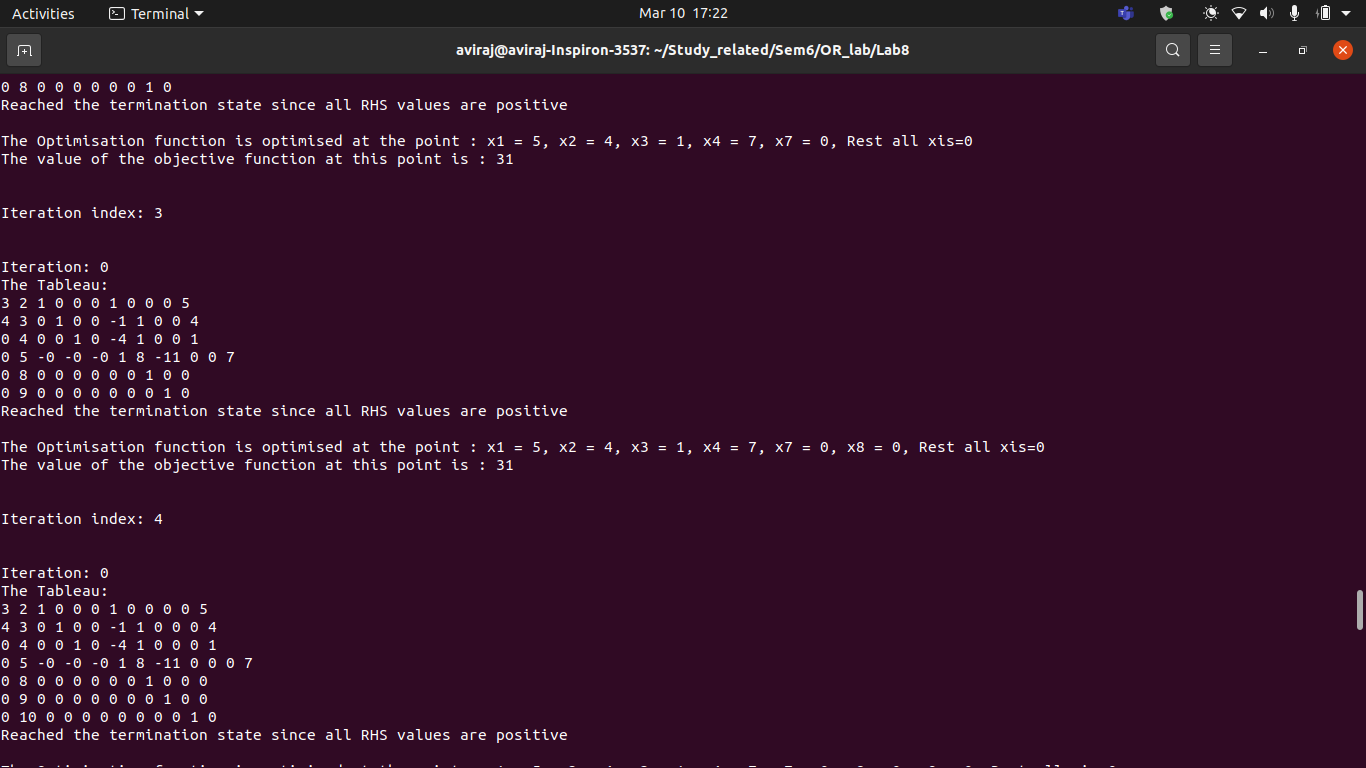 Activities Terminal Mar 10 17:22
aviraj@aviraj-Inspiron-3537: ~/Study_related/Sem6/OR_lab/Lab8
0 8 0 0 0 0 0 0 1 0
Reached the termination state since all RHS values are positive
The Optimisation function is optimised at the point : x1 = 5, x2 = 4, x3 = 1, x4 = 7, x7 = 0, Rest all xis=0
The value of the objective function at this point is : 31
Iteration index: 3
Iteration: 0
The Tableau:
3 2 1 0 0 0 1 0 0 0 5
4 3 0 1 0 0 -1 1 0 0 4
0 4 0 0 1 0 -4 1 0 0 1
0 5 -0 -0 -0 1 8 -11 0 0 7
0 8 0 0 0 0 0 0 1 0 0
0 9 0 0 0 0 0 0 0 1 0
Reached the termination state since all RHS values are positive
The Optimisation function is optimised at the point : x1 = 5, x2 = 4, x3 = 1, x4 = 7, x7 = 0, x8 = 0, Rest all xis=0
The value of the objective function at this point is : 31
Iteration index: 4
Iteration: 0
The Tableau:
3 2 1 0 0 0 1 0 0 0 0 5
4 3 0 1 0 0 -1 1 0 0 0 4
0 4 0 0 1 0 -4 1 0 0 0 1
0 5 -0 -0 -0 1 8 -11 0 0 0 7
0 8 0 0 0 0 0 0 1 0 0 0
0 9 0 0 0 0 0 0 0 1 0 0
0 10 0 0 0 0 0 0 0 0 1 0
Reached the termination state since all RHS values are positive